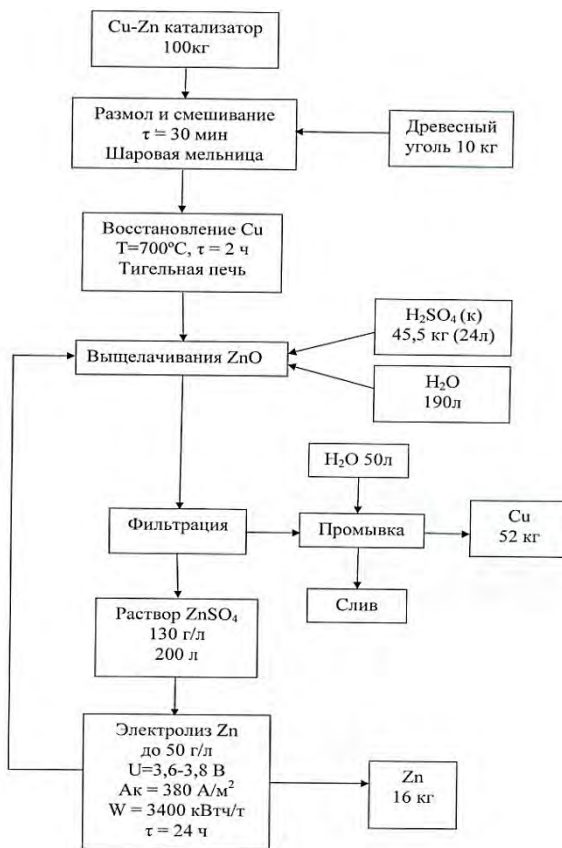 Cu-Zn катализатор
100кг
Размол и смешивание
τ = 30 мин
Шаровая мельница
Древесный
уголь 10 кг
Восстановление Cu
T=700ºC, τ = 2 ч
Тигельная печь
H₂SO₄ (к)
45,5 кг (24л)
Выщелачивания ZnO
H₂O
190л
H₂O 50л
Фильтрация
Промывка
Cu
52 кг
Слив
Раствор ZnSO₄
130 г/л
200 л
Электролиз Zn
до 50 г/л
U=3,6-3,8 В
Aк = 380 А/м²
W = 3400 кВтч/т
τ = 24 ч
Zn
16 кг